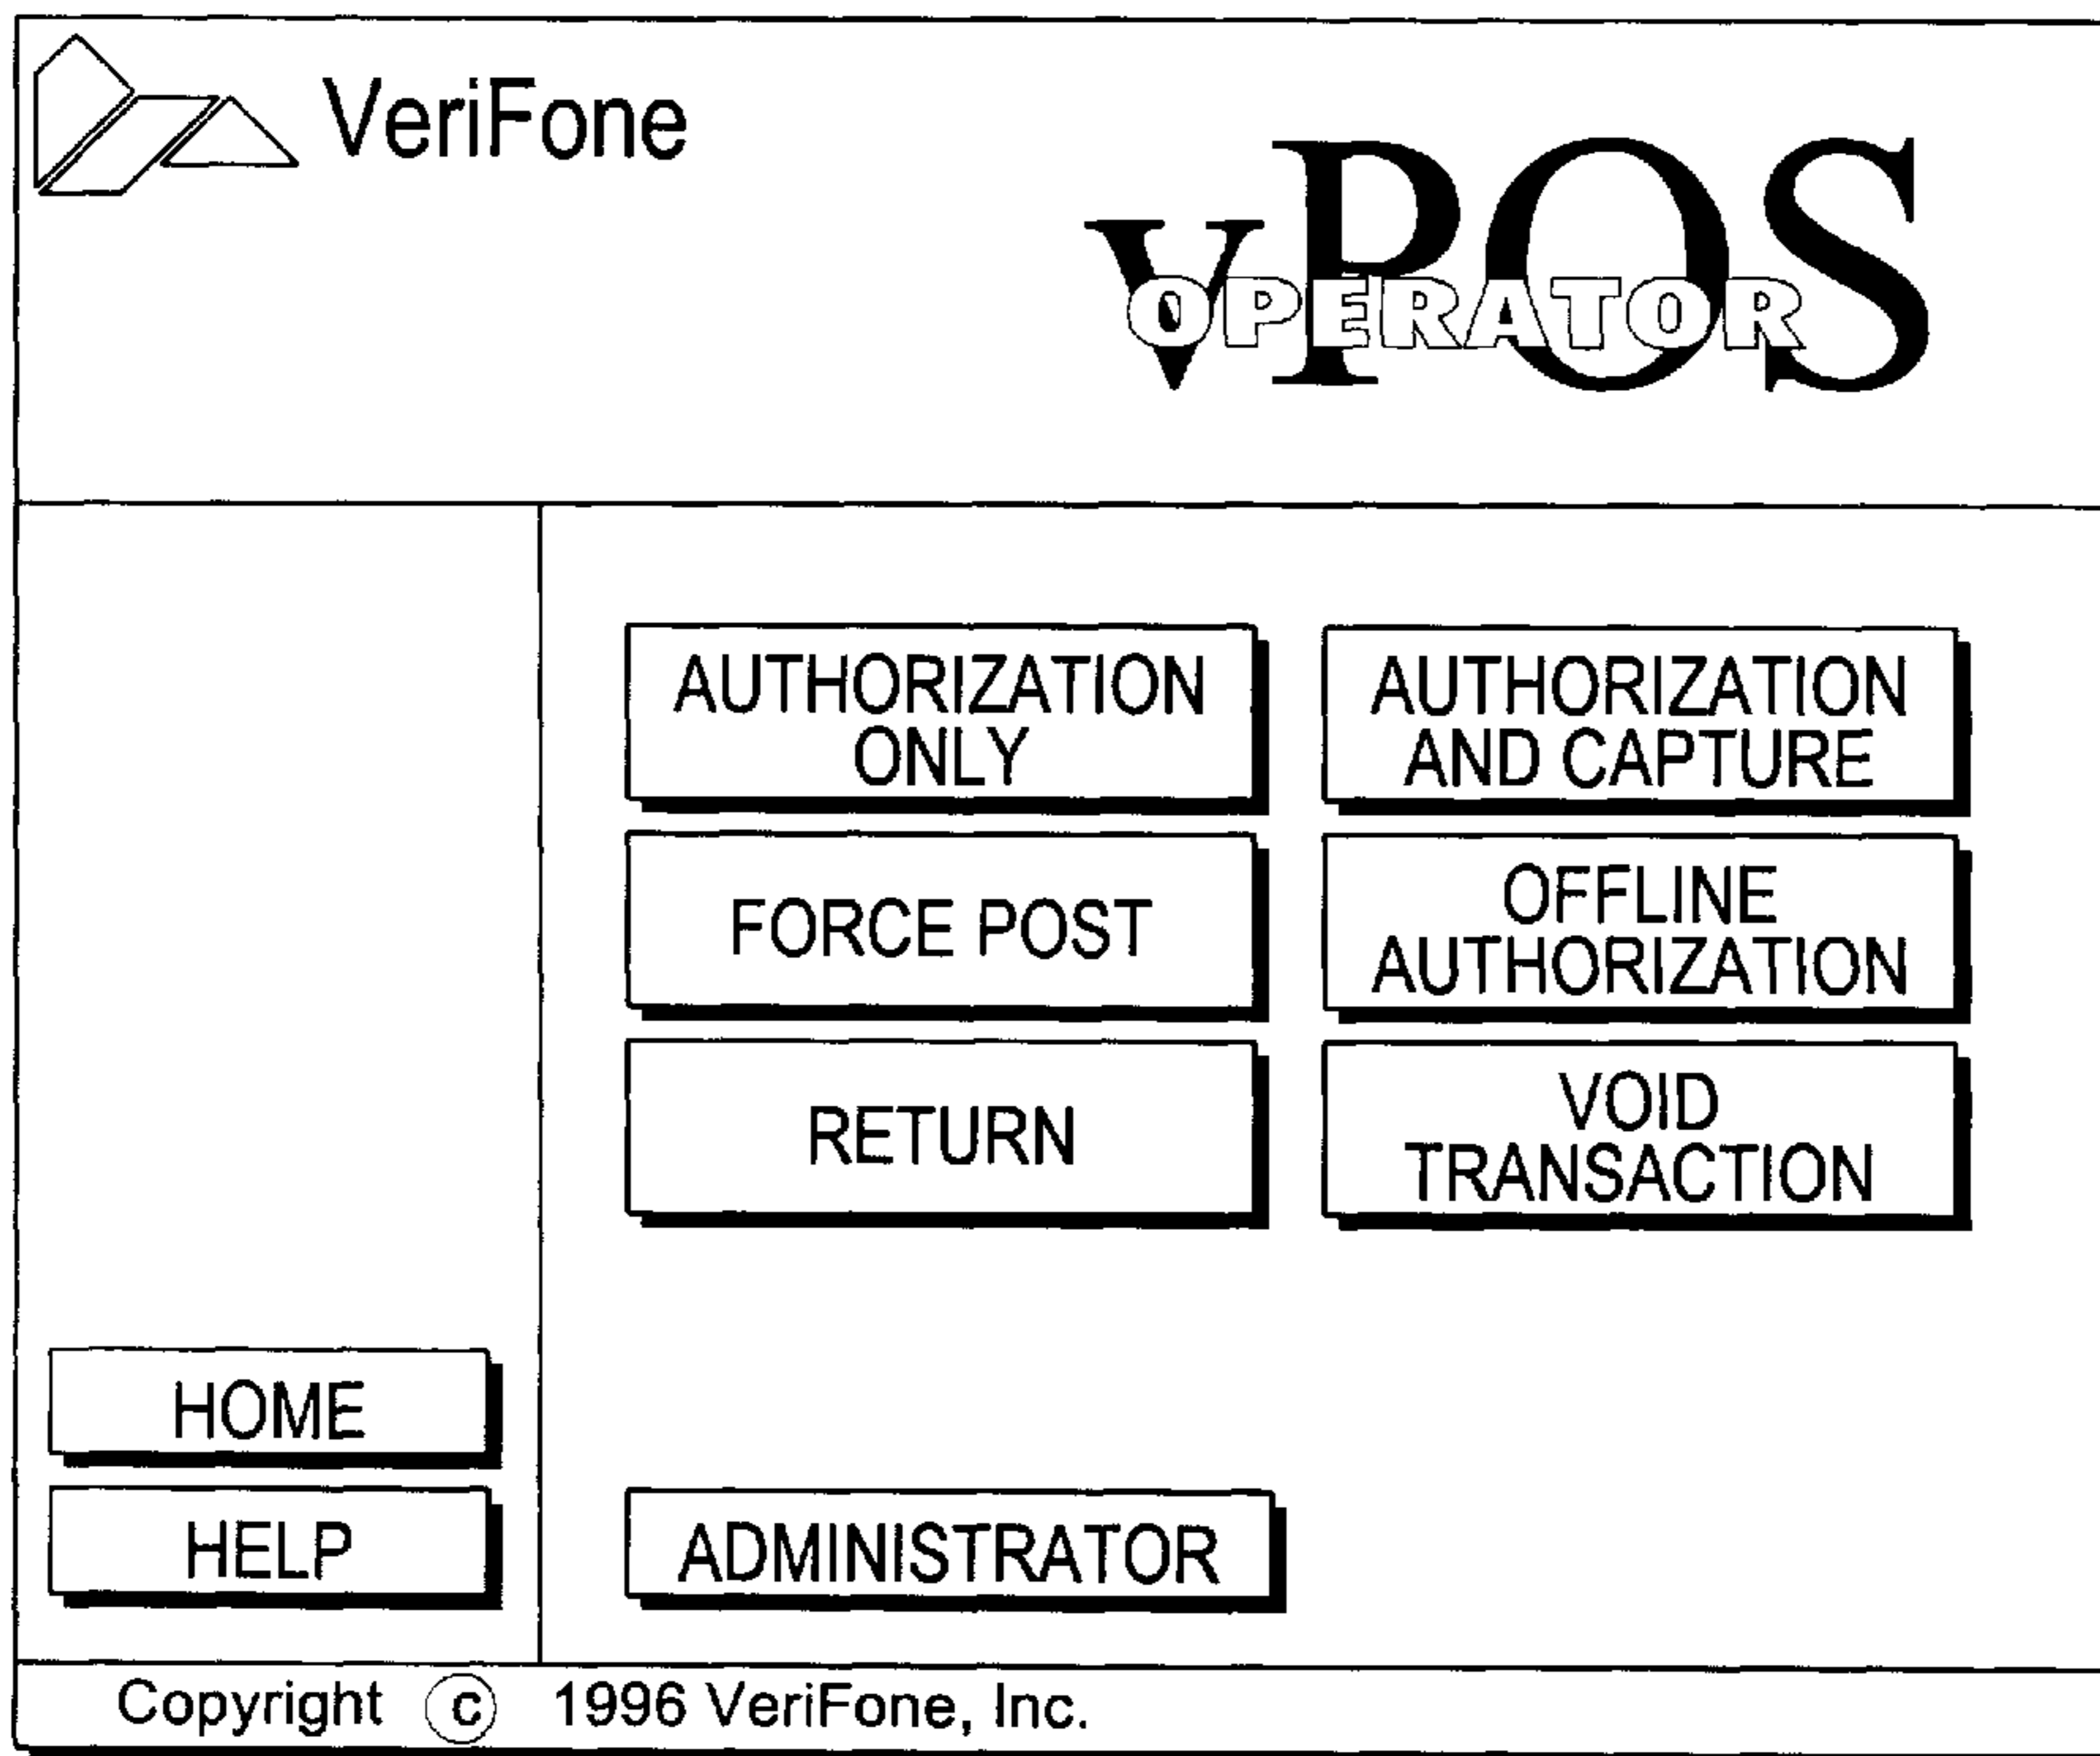 VeriFone
vPOS
OPERATOR
AUTHORIZATION
ONLY
AUTHORIZATION
AND CAPTURE
FORCE POST
OFFLINE
AUTHORIZATION
RETURN
VOID
TRANSACTION
HOME
HELP
ADMINISTRATOR
Copyright © 1996 VeriFone, Inc.